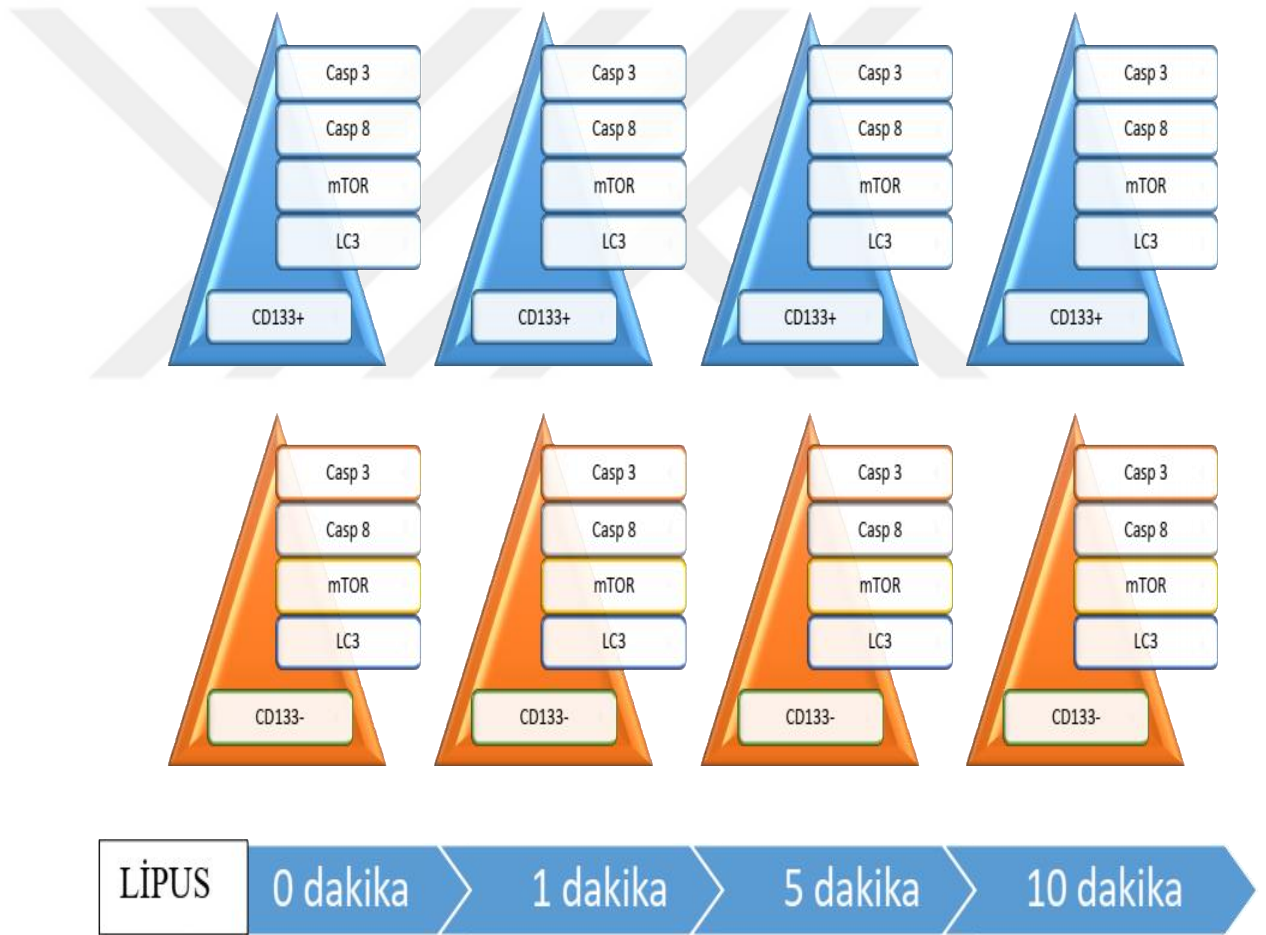 Casp 3 Casp 3 Casp 3 Casp 3
Casp 8 Casp 8 Casp 8 Casp 8
mTOR mTOR mTOR mTOR
LC3 LC3 LC3 LC3
CD133+ CD133+ CD133+ CD133+
Casp 3 Casp 3 Casp 3 Casp 3
Casp 8 Casp 8 Casp 8 Casp 8
mTOR mTOR mTOR mTOR
LC3 LC3 LC3 LC3
CD133- CD133- CD133- CD133-
LİPUS 0 dakika 1 dakika 5 dakika 10 dakika